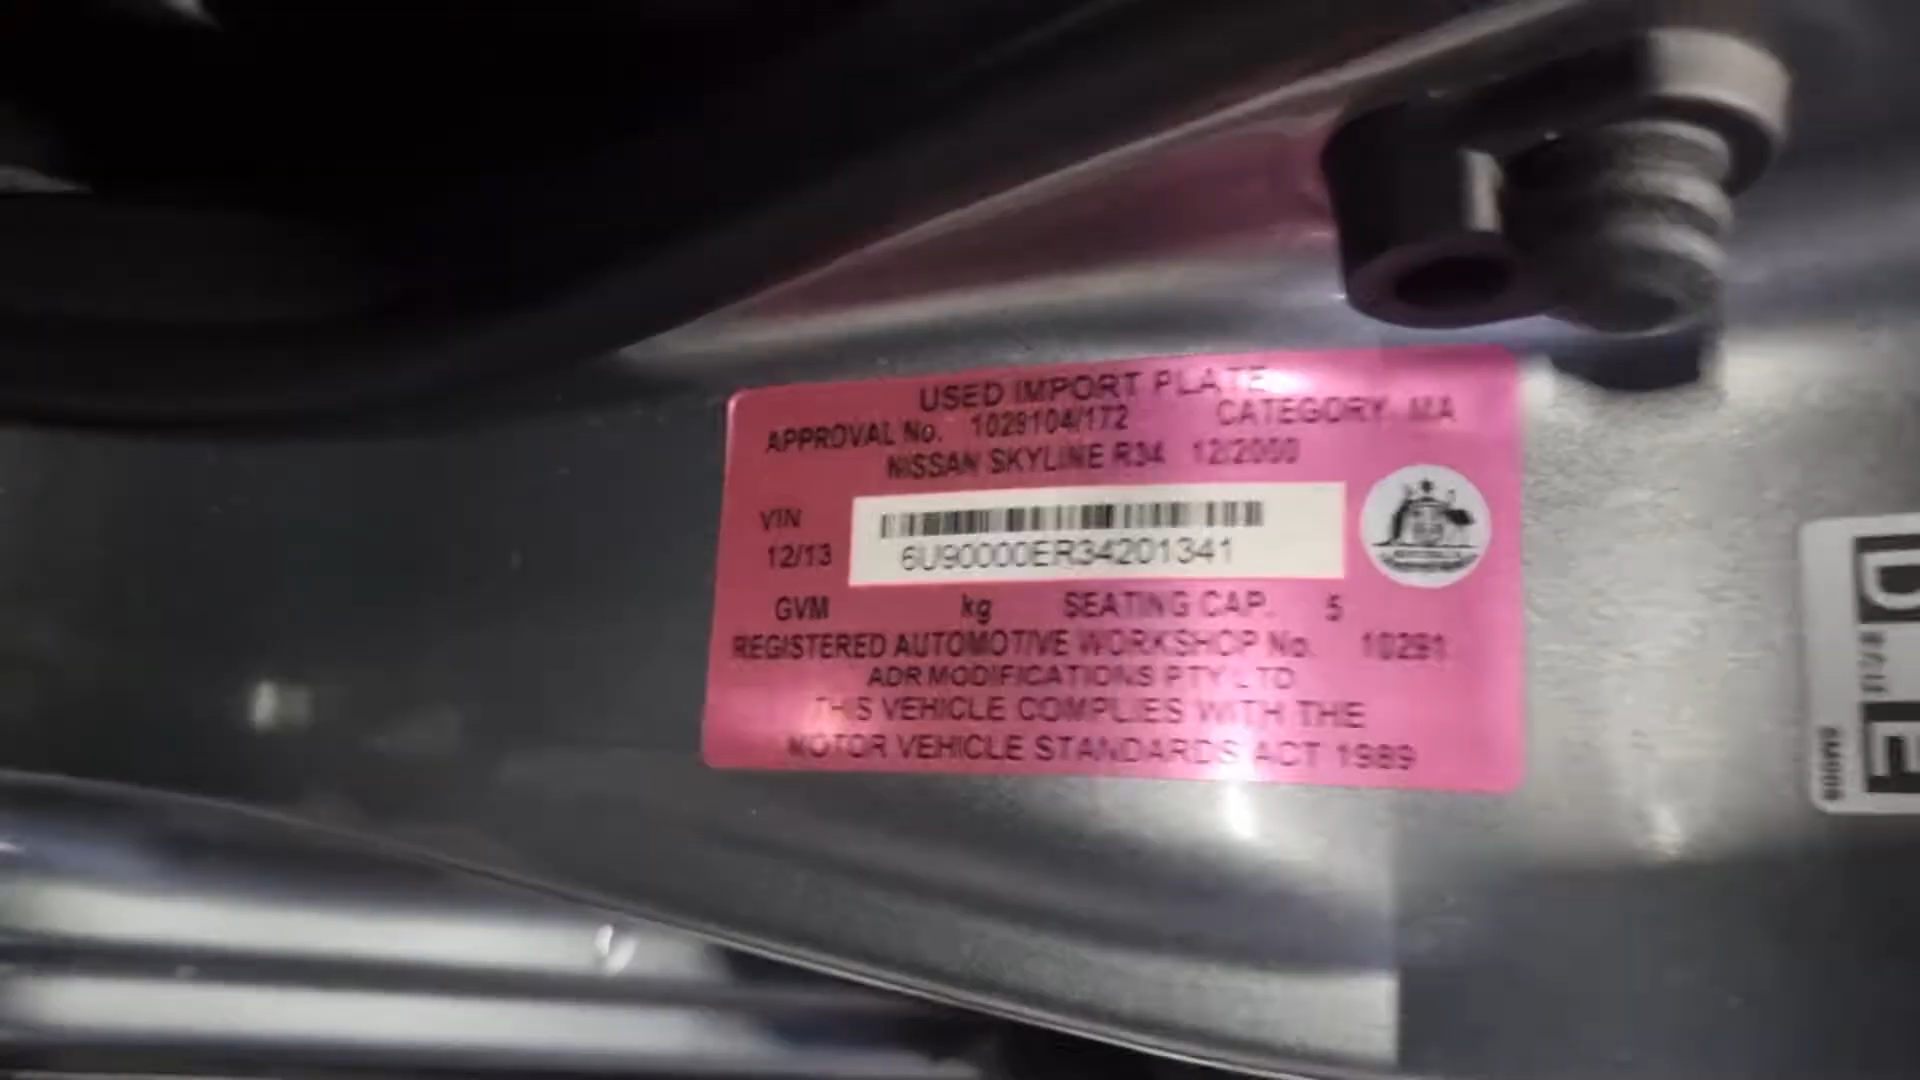 USED IMPORT PLATE
APPROVAL No. 1029104/172 CATEGORY MA
NISSAN SKYLINE R34 12/2000
VIN
12/13
6U90000ER34201341
GVM kg SEATING CAP. 5
REGISTERED AUTOMOTIVE WORKSHOP No. 10291
ADR MODIFICATIONS PTY LTD
THIS VEHICLE COMPLIES WITH THE
MOTOR VEHICLE STANDARDS ACT 1989